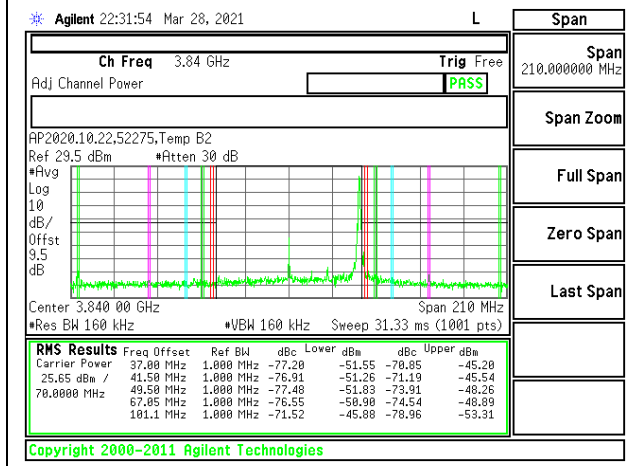 Agilent 22:31:54 Mar 28, 2021 L
Span
Ch Freq 3.84 GHz Trig Free
Span
210.000000 MHz
Adj Channel Power PASS
Span Zoom
AP2020.10.22,52275,Temp B2
Ref 29.5 dBm #Atten 30 dB
#Avg
Log
10
dB/
Offst
9.5
dB
Full Span
Zero Span
Last Span
Center 3.840 00 GHz Span 210 MHz
#Res BW 160 kHz #VBW 160 kHz Sweep 31.33 ms (1001 pts)
RMS Results Freq Offset Ref BW dBc Lower dBm dBc Upper dBm
Carrier Power 37.00 MHz 1.000 MHz -77.20 -51.55 -70.85 -45.20
25.65 dBm / 41.50 MHz 1.000 MHz -76.91 -51.26 -71.19 -45.54
70.0000 MHz 49.50 MHz 1.000 MHz -77.48 -51.83 -73.91 -48.26
67.05 MHz 1.000 MHz -76.55 -50.90 -74.54 -48.89
101.1 MHz 1.000 MHz -71.52 -45.88 -78.96 -53.31
Copyright 2000-2011 Agilent Technologies